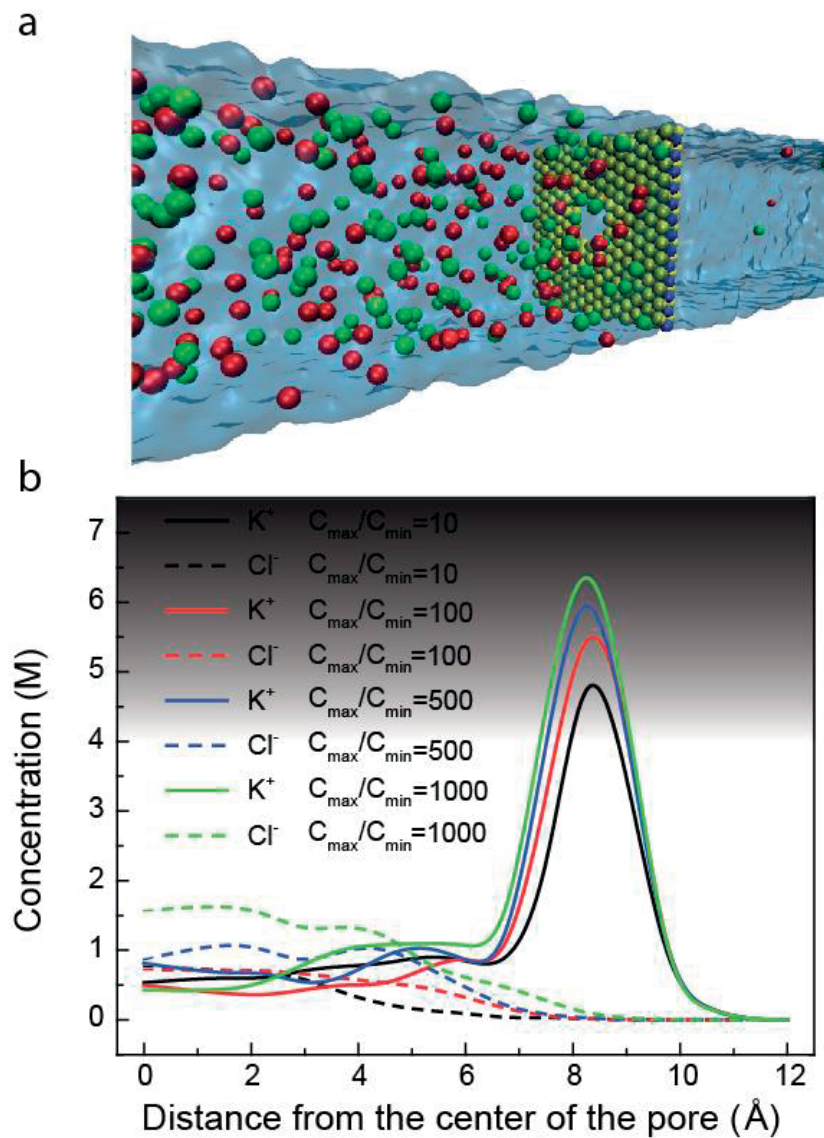 a
b
7
6
5
4
3
2
1
0
Concentration (M)
K⁺ Cₘₐₓ/Cₘᵢₙ=10
Cl⁻ Cₘₐₓ/Cₘᵢₙ=10
K⁺ Cₘₐₓ/Cₘᵢₙ=100
Cl⁻ Cₘₐₓ/Cₘᵢₙ=100
K⁺ Cₘₐₓ/Cₘᵢₙ=500
Cl⁻ Cₘₐₓ/Cₘᵢₙ=500
K⁺ Cₘₐₓ/Cₘᵢₙ=1000
Cl⁻ Cₘₐₓ/Cₘᵢₙ=1000
0 2 4 6 8 10 12
Distance from the center of the pore (Å)